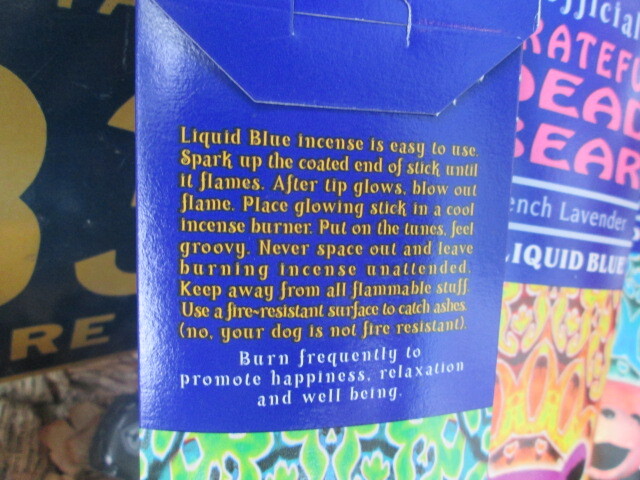 Liquid Blue incense is easy to use.
Spark up the coated end of stick until
it flames. After tip glows, blow out
flame. Place glowing stick in a cool
incense burner. Put on the tunes, feel
groovy. Never space out and leave
burning incense unattended.
Keep away from all flammable stuff.
Use a fire-resistant surface to catch ashes
(no, your dog is not fire resistant).
Burn frequently to
promote happiness, relaxation
and well being.
official
RATEFU
DEAD
BEAR
ench Lavender
LIQUID BLUE
83
RE